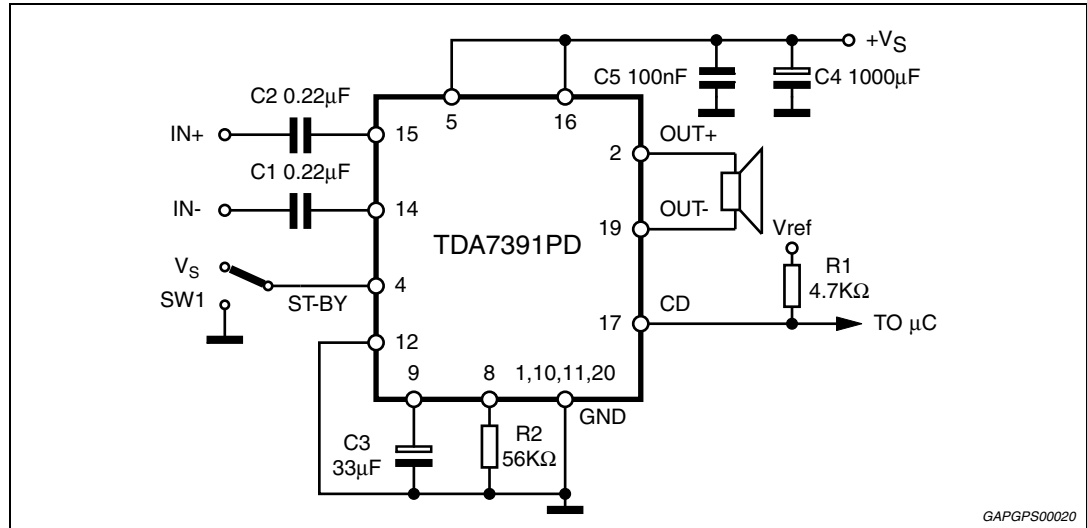 +VS
C5 100nF
C4 1000µF
C2 0.22µF
5
16
IN+
15
OUT+
2
C1 0.22µF
IN-
14
OUT-
19
TDA7391PD
Vref
VS
R1
4.7KΩ
SW1
ST-BY
4
CD
17
TO µC
12
9
8
1,10,11,20
GND
C3
33µF
R2
56KΩ
GAPGPS00020